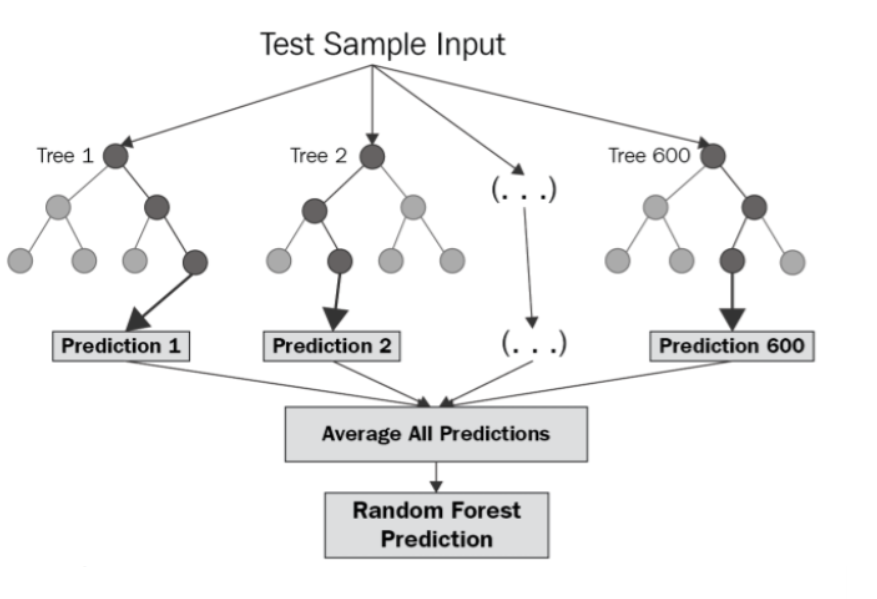 Test Sample Input
Tree 1
Tree 2
(. . .)
Tree 600
Prediction 1
Prediction 2
(. . .)
Prediction 600
Average All Predictions
Random Forest
Prediction